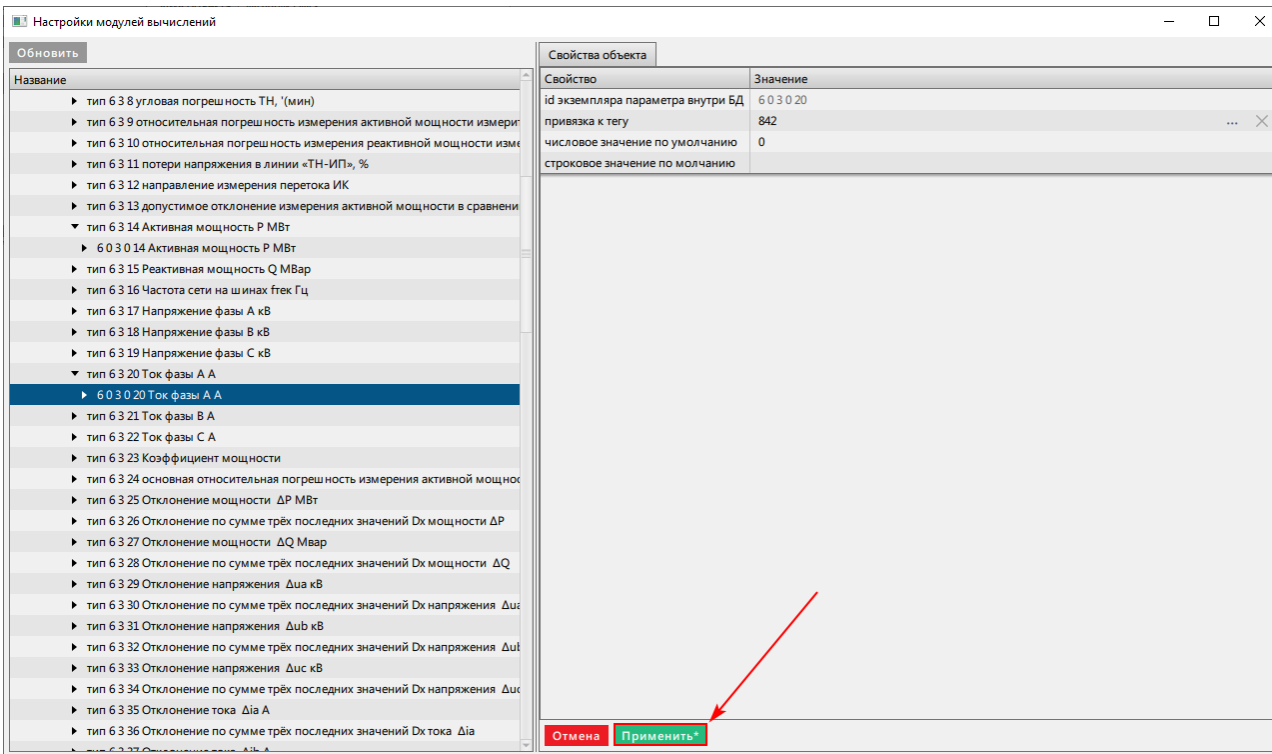 Настройки модулей вычислений
Обновить
Название
тип 6 3 8 угловая погрешность ТН, '(мин)
тип 6 3 9 относительная погрешность измерения активной мощности измерит
тип 6 3 10 относительная погрешность измерения реактивной мощности изме
тип 6 3 11 потери напряжения в линии «ТН-ИП», %
тип 6 3 12 направление измерения перетока ИК
тип 6 3 13 допустимое отклонение измерения активной мощности в сравнени
тип 6 3 14 Активная мощность P МВт
6 0 3 0 14 Активная мощность P МВт
тип 6 3 15 Реактивная мощность Q МВар
тип 6 3 16 Частота сети на шинах fтек Гц
тип 6 3 17 Напряжение фазы A кВ
тип 6 3 18 Напряжение фазы B кВ
тип 6 3 19 Напряжение фазы C кВ
тип 6 3 20 Ток фазы A А
6 0 3 0 20 Ток фазы A А
тип 6 3 21 Ток фазы B А
тип 6 3 22 Ток фазы C А
тип 6 3 23 Коэффициент мощности
тип 6 3 24 основная относительная погрешность измерения активной мощнос
тип 6 3 25 Отклонение мощности ΔP МВт
тип 6 3 26 Отклонение по сумме трёх последних значений Dx мощности ΔP
тип 6 3 27 Отклонение мощности ΔQ Мвар
тип 6 3 28 Отклонение по сумме трёх последних значений Dx мощности ΔQ
тип 6 3 29 Отклонение напряжения Δua кВ
тип 6 3 30 Отклонение по сумме трёх последних значений Dx напряжения Δua
тип 6 3 31 Отклонение напряжения Δub кВ
тип 6 3 32 Отклонение по сумме трёх последних значений Dx напряжения Δub
тип 6 3 33 Отклонение напряжения Δuc кВ
тип 6 3 34 Отклонение по сумме трёх последних значений Dx напряжения Δuc
тип 6 3 35 Отклонение тока Δia А
тип 6 3 36 Отклонение по сумме трёх последних значений Dx тока Δia
Свойства объекта
Свойство Значение
id экземпляра параметра внутри БД 6 0 3 0 20
привязка к тегу 842 ...
числовое значение по умолчанию 0
строковое значение по молчанию
Отмена Применить*